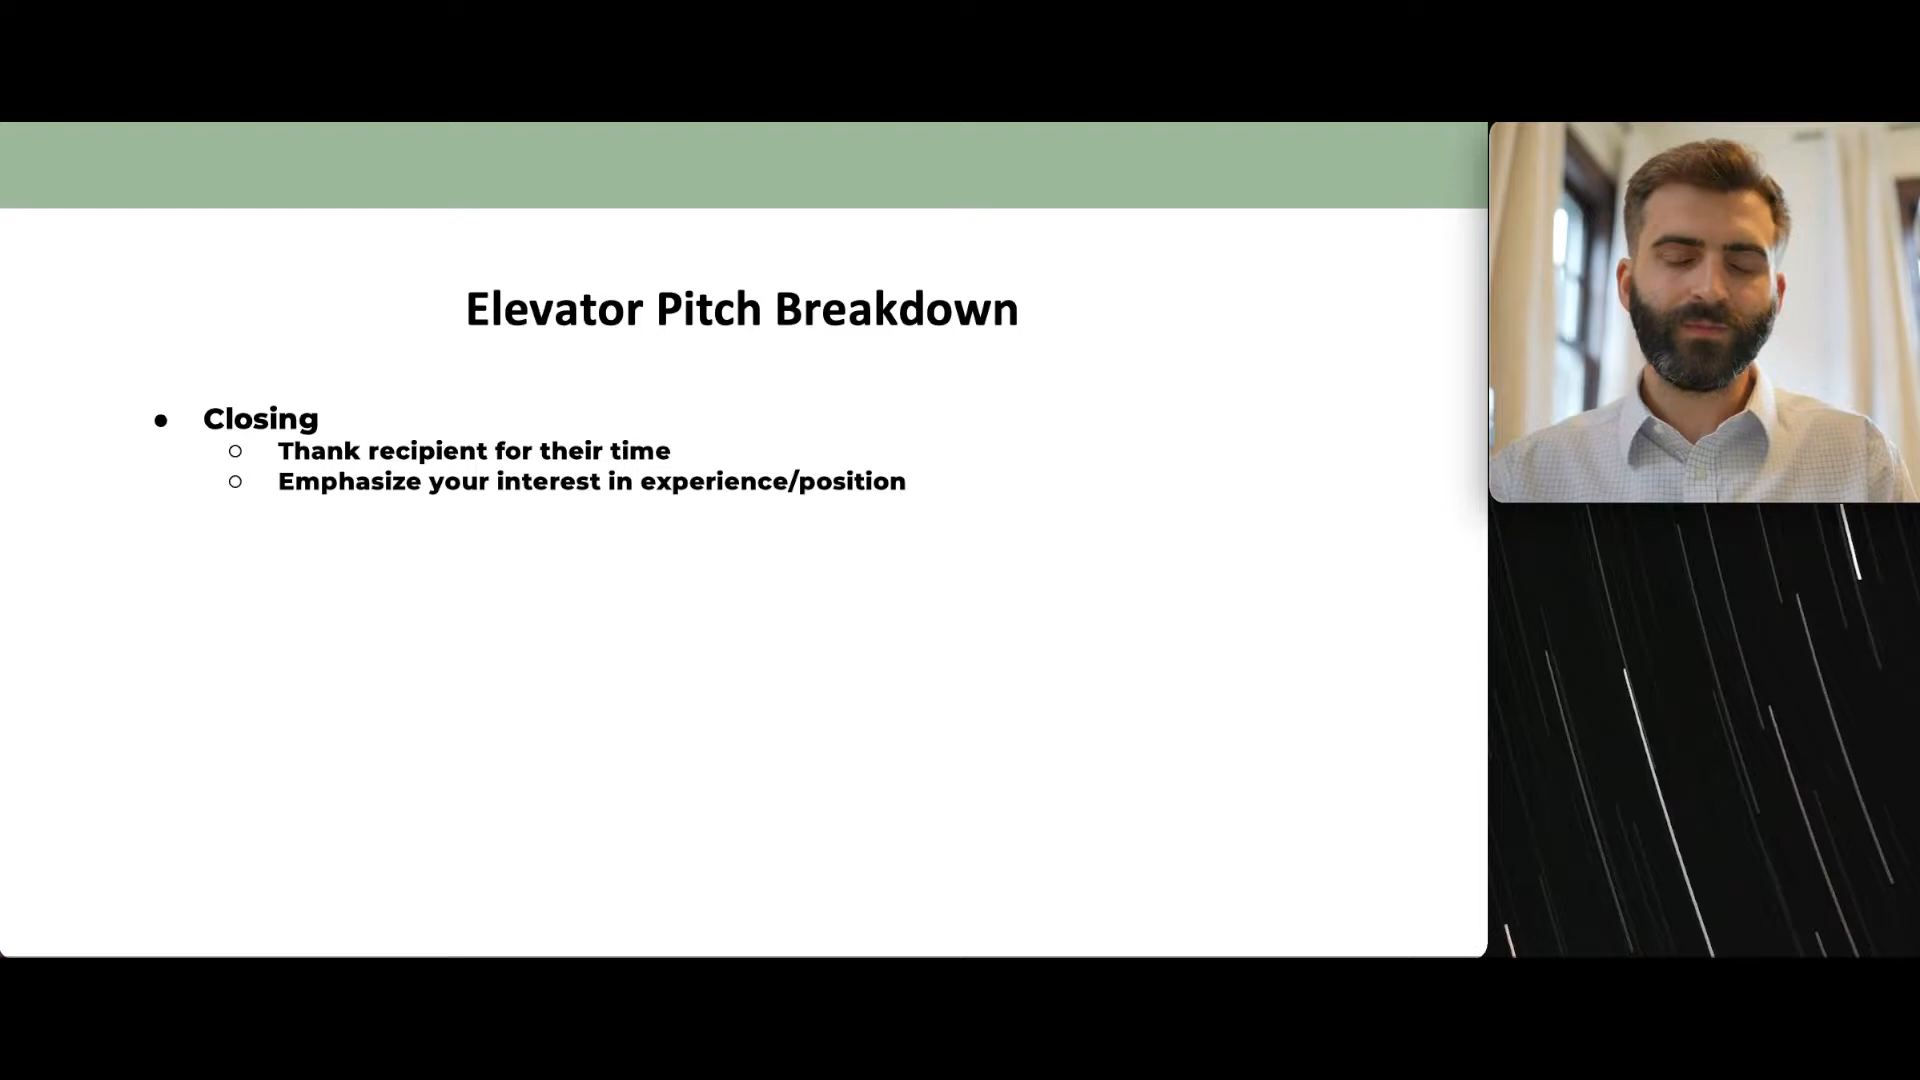 Elevator Pitch Breakdown
● Closing
○ Thank recipient for their time
○ Emphasize your interest in experience/position